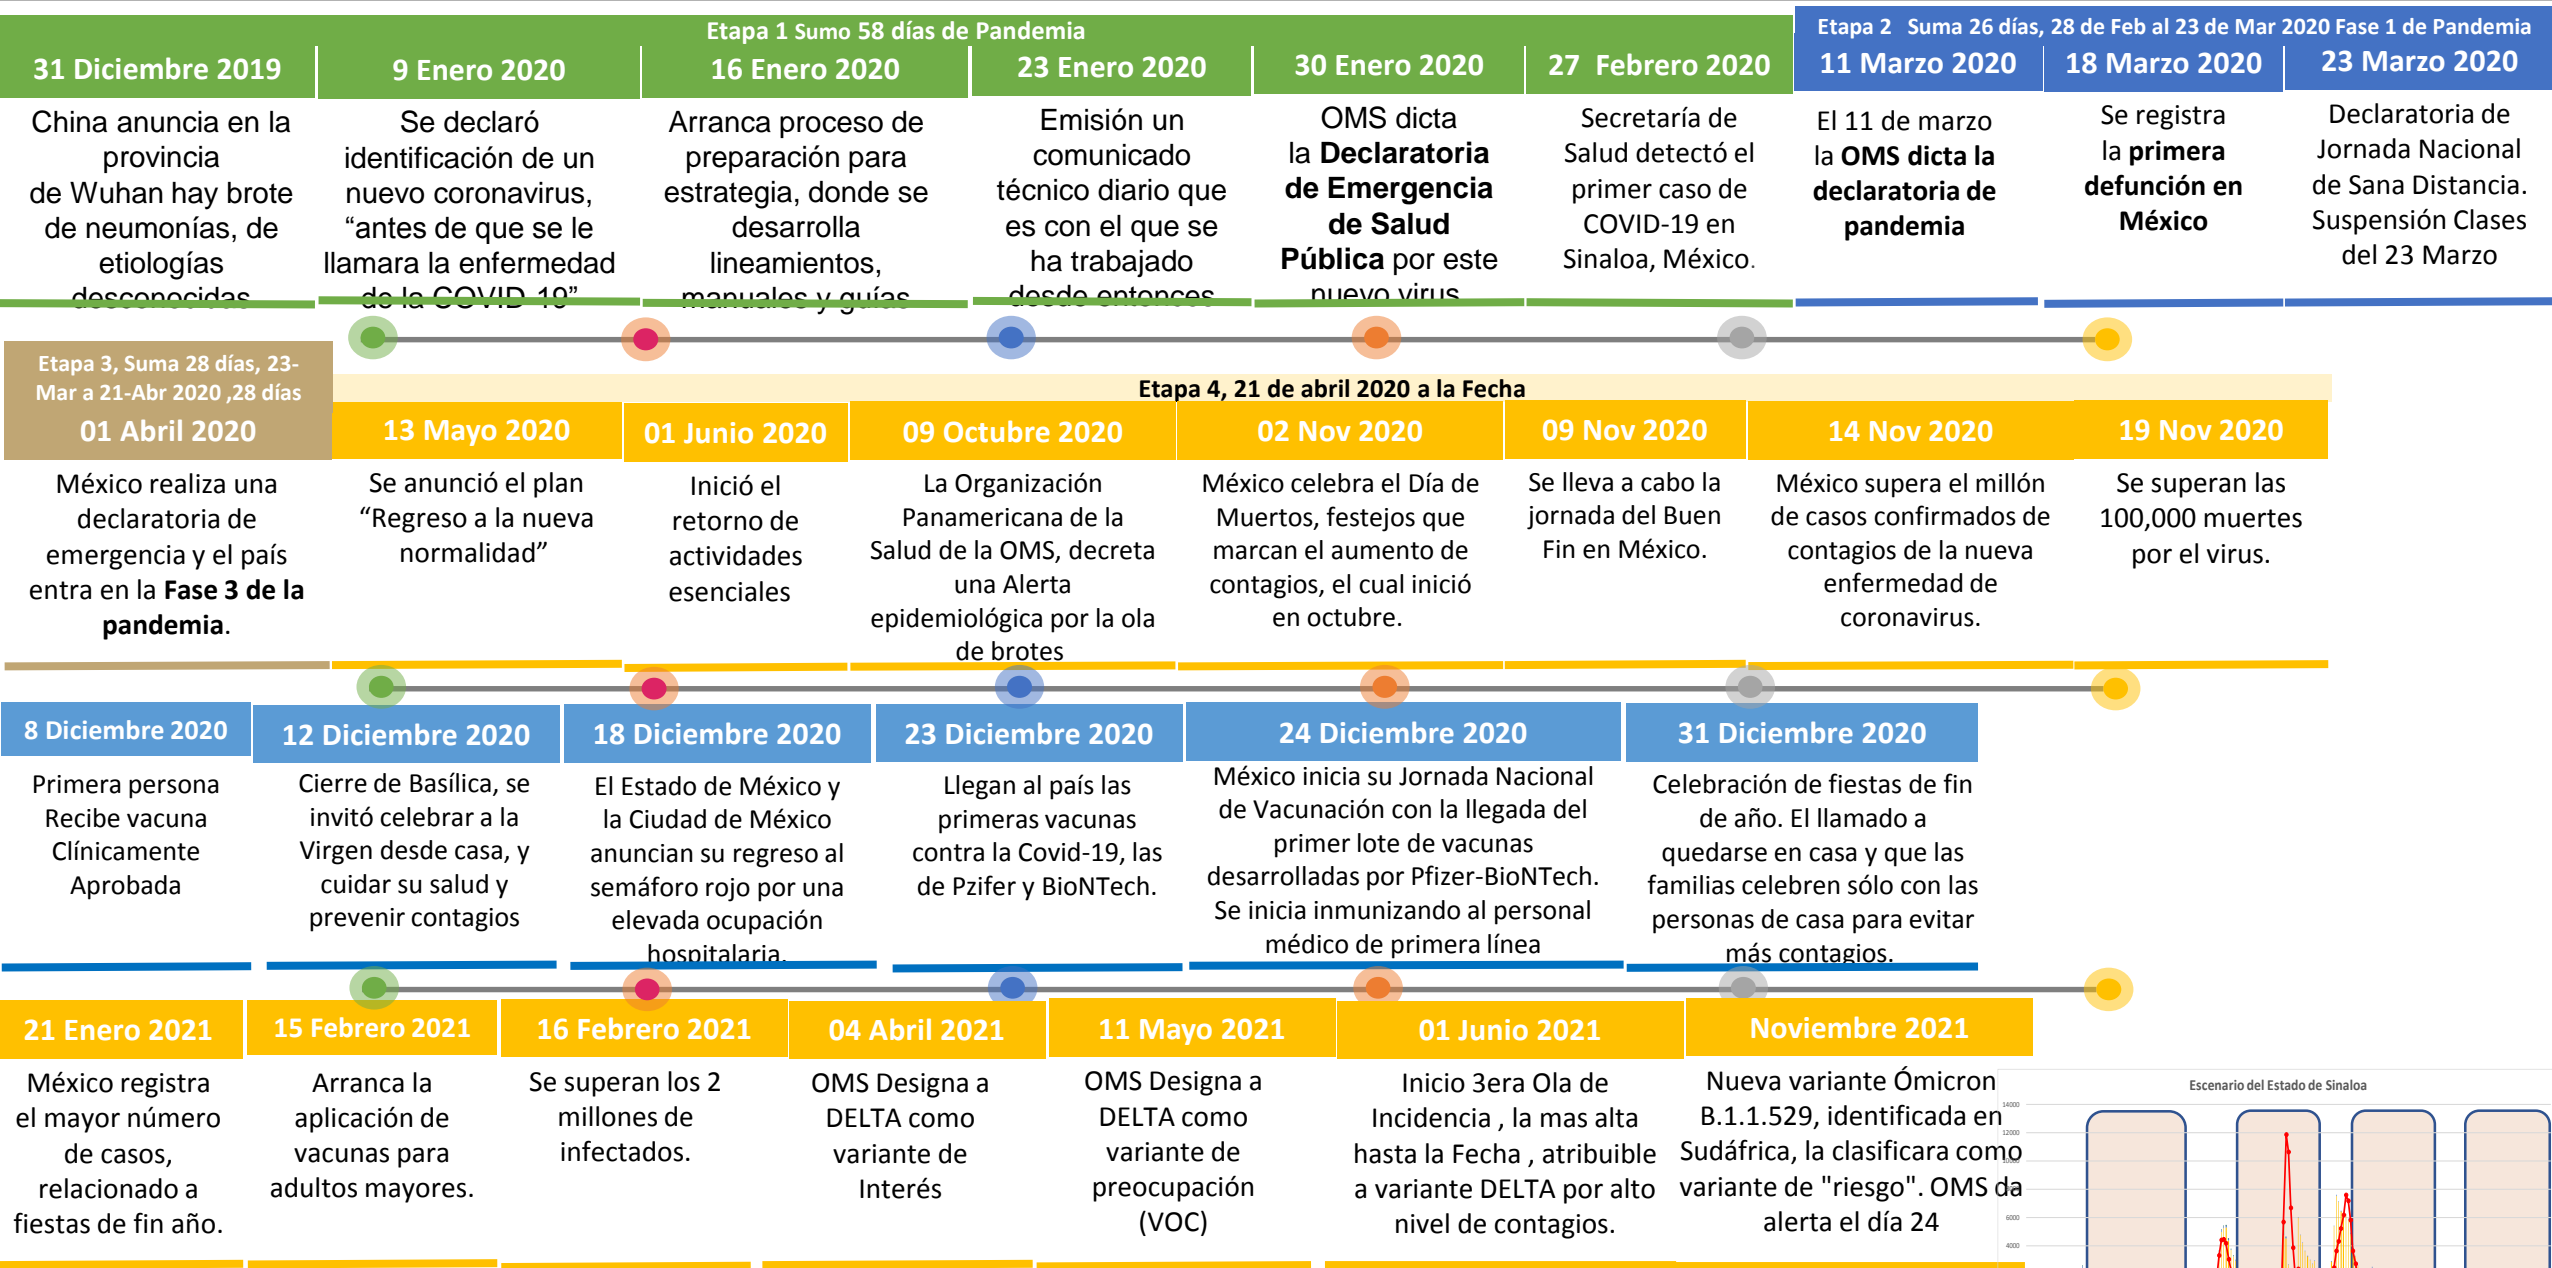 Etapa 1 Sumo 58 días de Pandemia
Etapa 2 Suma 26 días, 28 de Feb al 23 de Mar 2020 Fase 1 de Pandemia
31 Diciembre 2019
China anuncia en la
provincia
de Wuhan hay brote
de neumonías, de
etiologías
desconocidas
9 Enero 2020
Se declaró
identificación de un
nuevo coronavirus,
“antes de que se le
llamara la enfermedad
de la COVID-19”
16 Enero 2020
Arranca proceso de
preparación para
estrategia, donde se
desarrolla
lineamientos,
manuales y guías
23 Enero 2020
Emisión un
comunicado
técnico diario que
es con el que se
ha trabajado
desde entonces
30 Enero 2020
OMS dicta
la Declaratoria
de Emergencia
de Salud
Pública por este
nuevo virus
27 Febrero 2020
Secretaría de
Salud detectó el
primer caso de
COVID-19 en
Sinaloa, México.
11 Marzo 2020
El 11 de marzo
la OMS dicta la
declaratoria de
pandemia
18 Marzo 2020
Se registra
la primera
defunción en
México
23 Marzo 2020
Declaratoria de
Jornada Nacional
de Sana Distancia.
Suspensión Clases
del 23 Marzo
Etapa 3, Suma 28 días, 23-
Mar a 21-Abr 2020 ,28 días
Etapa 4, 21 de abril 2020 a la Fecha
01 Abril 2020
México realiza una
declaratoria de
emergencia y el país
entra en la Fase 3 de la
pandemia.
13 Mayo 2020
Se anunció el plan
“Regreso a la nueva
normalidad”
01 Junio 2020
Inició el
retorno de
actividades
esenciales
09 Octubre 2020
La Organización
Panamericana de la
Salud de la OMS, decreta
una Alerta
epidemiológica por la ola
de brotes
02 Nov 2020
México celebra el Día de
Muertos, festejos que
marcan el aumento de
contagios, el cual inició
en octubre.
09 Nov 2020
Se lleva a cabo la
jornada del Buen
Fin en México.
14 Nov 2020
México supera el millón
de casos confirmados de
contagios de la nueva
enfermedad de
coronavirus.
19 Nov 2020
Se superan las
100,000 muertes
por el virus.
8 Diciembre 2020
Primera persona
Recibe vacuna
Clínicamente
Aprobada
12 Diciembre 2020
Cierre de Basílica, se
invitó celebrar a la
Virgen desde casa, y
cuidar su salud y
prevenir contagios
18 Diciembre 2020
El Estado de México y
la Ciudad de México
anuncian su regreso al
semáforo rojo por una
elevada ocupación
hospitalaria.
23 Diciembre 2020
Llegan al país las
primeras vacunas
contra la Covid-19, las
de Pzifer y BioNTech.
24 Diciembre 2020
México inicia su Jornada Nacional
de Vacunación con la llegada del
primer lote de vacunas
desarrolladas por Pfizer-BioNTech.
Se inicia inmunizando al personal
médico de primera línea
31 Diciembre 2020
Celebración de fiestas de fin
de año. El llamado a
quedarse en casa y que las
familias celebren sólo con las
personas de casa para evitar
más contagios.
21 Enero 2021
México registra
el mayor número
de casos,
relacionado a
fiestas de fin año.
15 Febrero 2021
Arranca la
aplicación de
vacunas para
adultos mayores.
16 Febrero 2021
Se superan los 2
millones de
infectados.
04 Abril 2021
OMS Designa a
DELTA como
variante de
Interés
11 Mayo 2021
OMS Designa a
DELTA como
variante de
preocupación
(VOC)
01 Junio 2021
Inicio 3era Ola de
Incidencia , la mas alta
hasta la Fecha , atribuible
a variante DELTA por alto
nivel de contagios.
Noviembre 2021
Nueva variante Ómicron
B.1.1.529, identificada en
Sudáfrica, la clasificara como
variante de "riesgo". OMS da
alerta el día 24
Escenario del Estado de Sinaloa
14000
12000
6000
4000